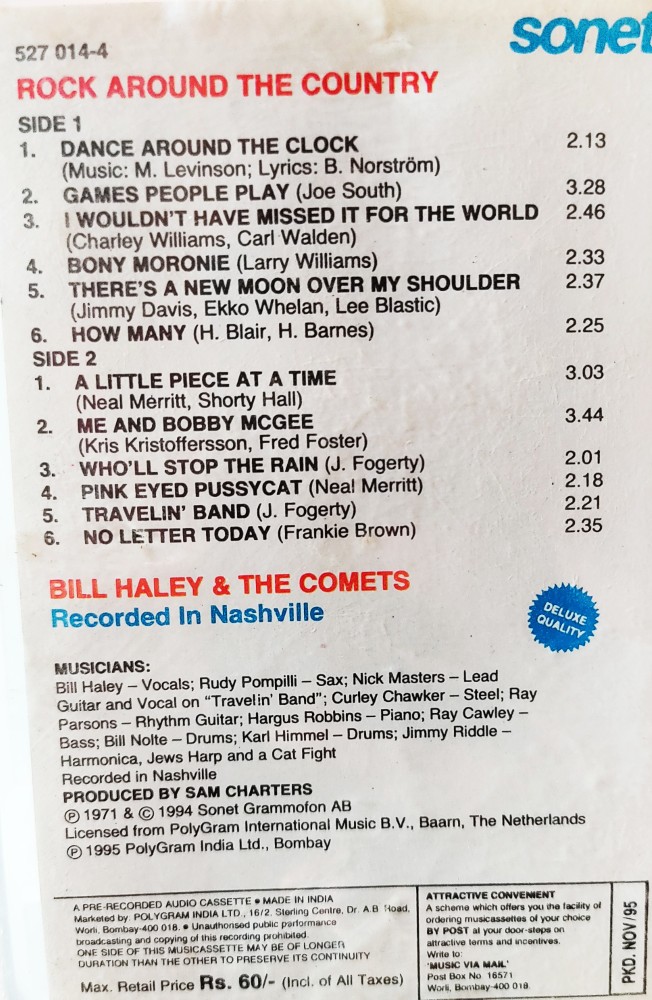 sonet
527 014-4
ROCK AROUND THE COUNTRY
SIDE 1
1. DANCE AROUND THE CLOCK 2.13
(Music: M. Levinson; Lyrics: B. Norström)
2. GAMES PEOPLE PLAY (Joe South) 3.28
3. I WOULDN'T HAVE MISSED IT FOR THE WORLD 2.46
(Charley Williams, Carl Walden)
4. BONY MORONIE (Larry Williams) 2.33
5. THERE'S A NEW MOON OVER MY SHOULDER 2.37
(Jimmy Davis, Ekko Whelan, Lee Blastic)
6. HOW MANY (H. Blair, H. Barnes) 2.25
SIDE 2
1. A LITTLE PIECE AT A TIME 3.03
(Neal Merritt, Shorty Hall)
2. ME AND BOBBY MCGEE 3.44
(Kris Kristoffersson, Fred Foster)
3. WHO'LL STOP THE RAIN (J. Fogerty) 2.01
4. PINK EYED PUSSYCAT (Neal Merritt) 2.18
5. TRAVELIN' BAND (J. Fogerty) 2.21
6. NO LETTER TODAY (Frankie Brown) 2.35
BILL HALEY & THE COMETS
Recorded In Nashville
DELUXE
QUALITY
MUSICIANS:
Bill Haley – Vocals; Rudy Pompilli – Sax; Nick Masters – Lead
Guitar and Vocal on "Travelin' Band"; Curley Chawker – Steel; Ray
Parsons – Rhythm Guitar; Hargus Robbins – Piano; Ray Cawley –
Bass; Bill Nolte – Drums; Karl Himmel – Drums; Jimmy Riddle –
Harmonica, Jews Harp and a Cat Fight
Recorded in Nashville
PRODUCED BY SAM CHARTERS
℗ 1971 & © 1994 Sonet Grammofon AB
Licensed from PolyGram International Music B.V., Baarn, The Netherlands
℗ 1995 PolyGram India Ltd., Bombay
A PRE-RECORDED AUDIO CASSETTE ● MADE IN INDIA
Marketed by: POLYGRAM INDIA LTD., 16/2, Sterling Centre, Dr. A.B. Road,
Worli, Bombay-400 018. ● Unauthorised public performance
broadcasting and copying of this recording prohibited.
ONE SIDE OF THIS MUSICASSETTE MAY BE OF LONGER
DURATION THAN THE OTHER TO PRESERVE ITS CONTINUITY
Max. Retail Price Rs. 60/- (Incl. of All Taxes)
ATTRACTIVE CONVENIENT
A scheme which offers you the facility of
ordering musicassettes of your choice
BY POST at your door-steps on
attractive terms and incentives.
Write to:
'MUSIC VIA MAIL'
Post Box No 16571
Worli, Bombay-400 018.
PKD. NOV/95